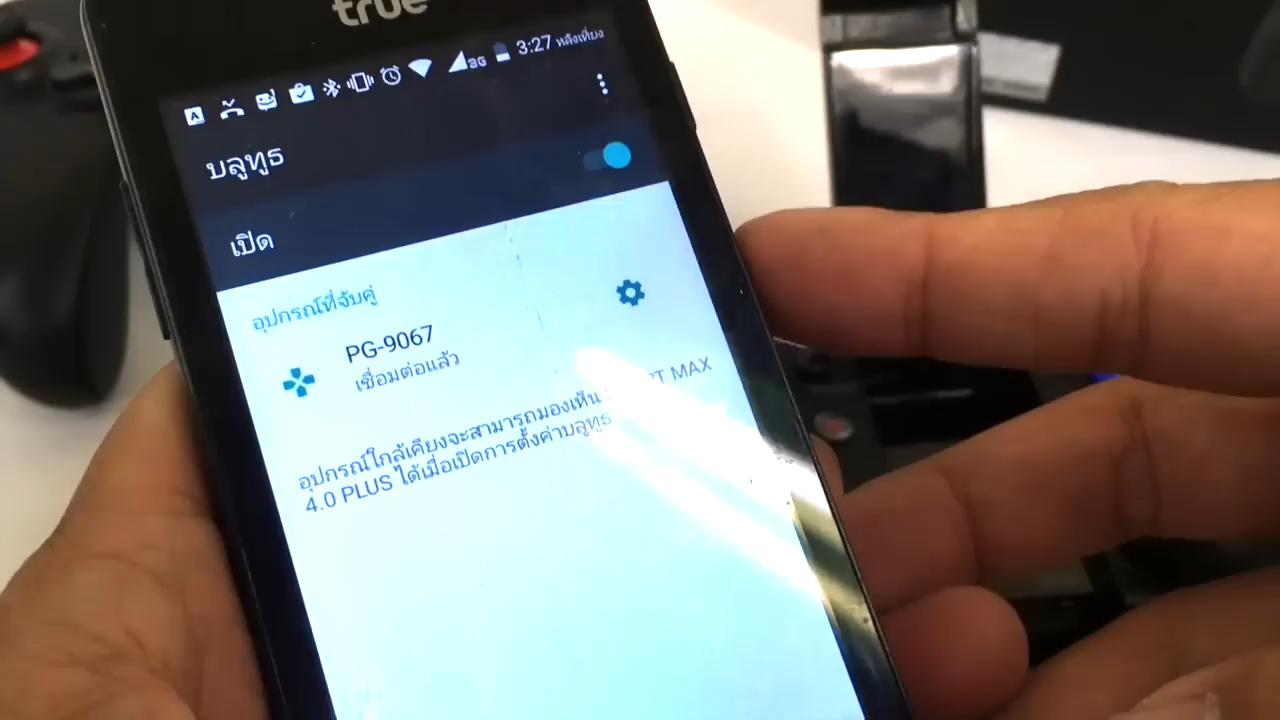 true
3G 3:27 หลังเที่ยง
บลูทูธ
เปิด
อุปกรณ์ที่จับคู่
PG-9067
เชื่อมต่อแล้ว
อุปกรณ์ใกล้เคียงจะสามารถมองเห็น MAX
4.0 PLUS ได้เมื่อเปิดการตั้งค่าบลูทูธ